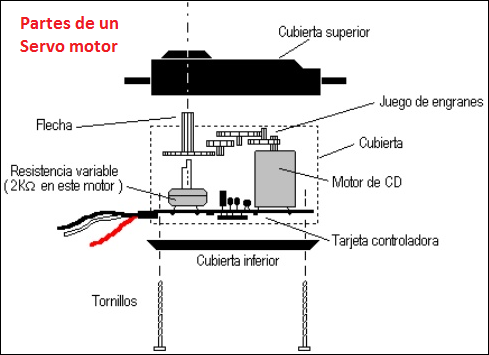 Partes de un
Servo motor
Cubierta superior
Juego de engranes
Flecha
Cubierta
Resistencia variable
(2KΩ en este motor)
Motor de CD
Tarjeta controladora
Cubierta inferior
Tornillos